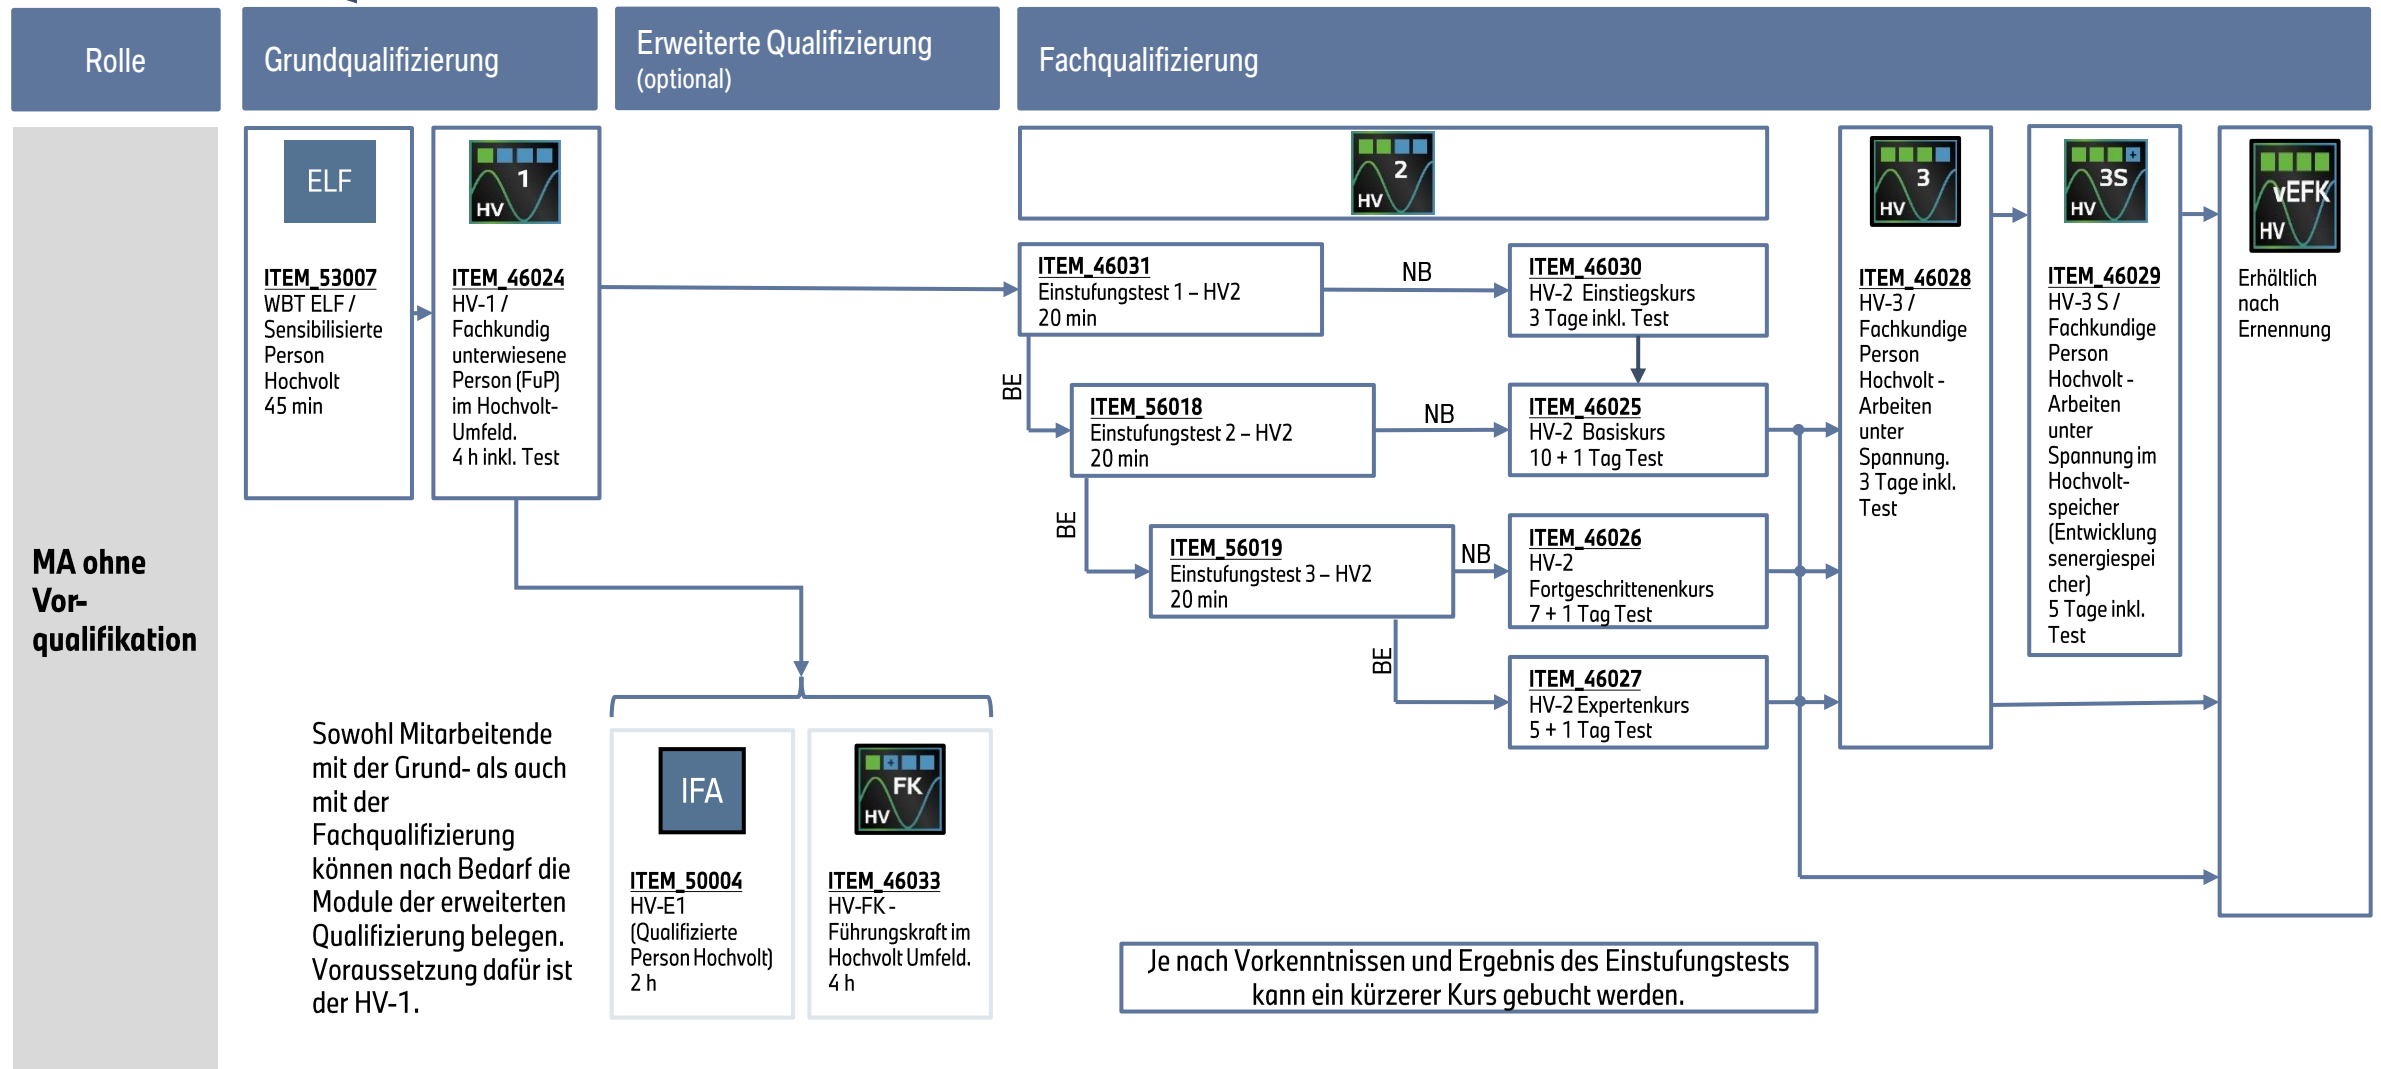 Rolle
Grundqualifizierung
Erweiterte Qualifizierung
(optional)
Fachqualifizierung
MA ohne
Vor-
qualifikation
ELF
ITEM_53007
WBT ELF /
Sensibilisierte
Person
Hochvolt
45 min
1
HV
ITEM_46024
HV-1 /
Fachkundig
unterwiesene
Person (FuP)
im Hochvolt-
Umfeld.
4 h inkl. Test
Sowohl Mitarbeitende
mit der Grund- als auch
mit der
Fachqualifizierung
können nach Bedarf die
Module der erweiterten
Qualifizierung belegen.
Voraussetzung dafür ist
der HV-1.
IFA
ITEM_50004
HV-E1
(Qualifizierte
Person Hochvolt)
2 h
+
FK
HV
ITEM_46033
HV-FK -
Führungskraft im
Hochvolt Umfeld.
4 h
2
HV
ITEM_46031
Einstufungstest 1 – HV2
20 min
NB
ITEM_46030
HV-2 Einstiegskurs
3 Tage inkl. Test
BE
ITEM_56018
Einstufungstest 2 – HV2
20 min
NB
ITEM_46025
HV-2 Basiskurs
10 + 1 Tag Test
BE
ITEM_56019
Einstufungstest 3 – HV2
20 min
NB
ITEM_46026
HV-2
Fortgeschrittenenkurs
7 + 1 Tag Test
BE
ITEM_46027
HV-2 Expertenkurs
5 + 1 Tag Test
3
HV
ITEM_46028
HV-3 /
Fachkundige
Person
Hochvolt -
Arbeiten
unter
Spannung.
3 Tage inkl.
Test
+
3S
HV
ITEM_46029
HV-3 S /
Fachkundige
Person
Hochvolt -
Arbeiten
unter
Spannung im
Hochvolt-
speicher
(Entwicklung
senergiespei
cher)
5 Tage inkl.
Test
vEFK
HV
Erhältlich
nach
Ernennung
Je nach Vorkenntnissen und Ergebnis des Einstufungstests
kann ein kürzerer Kurs gebucht werden.